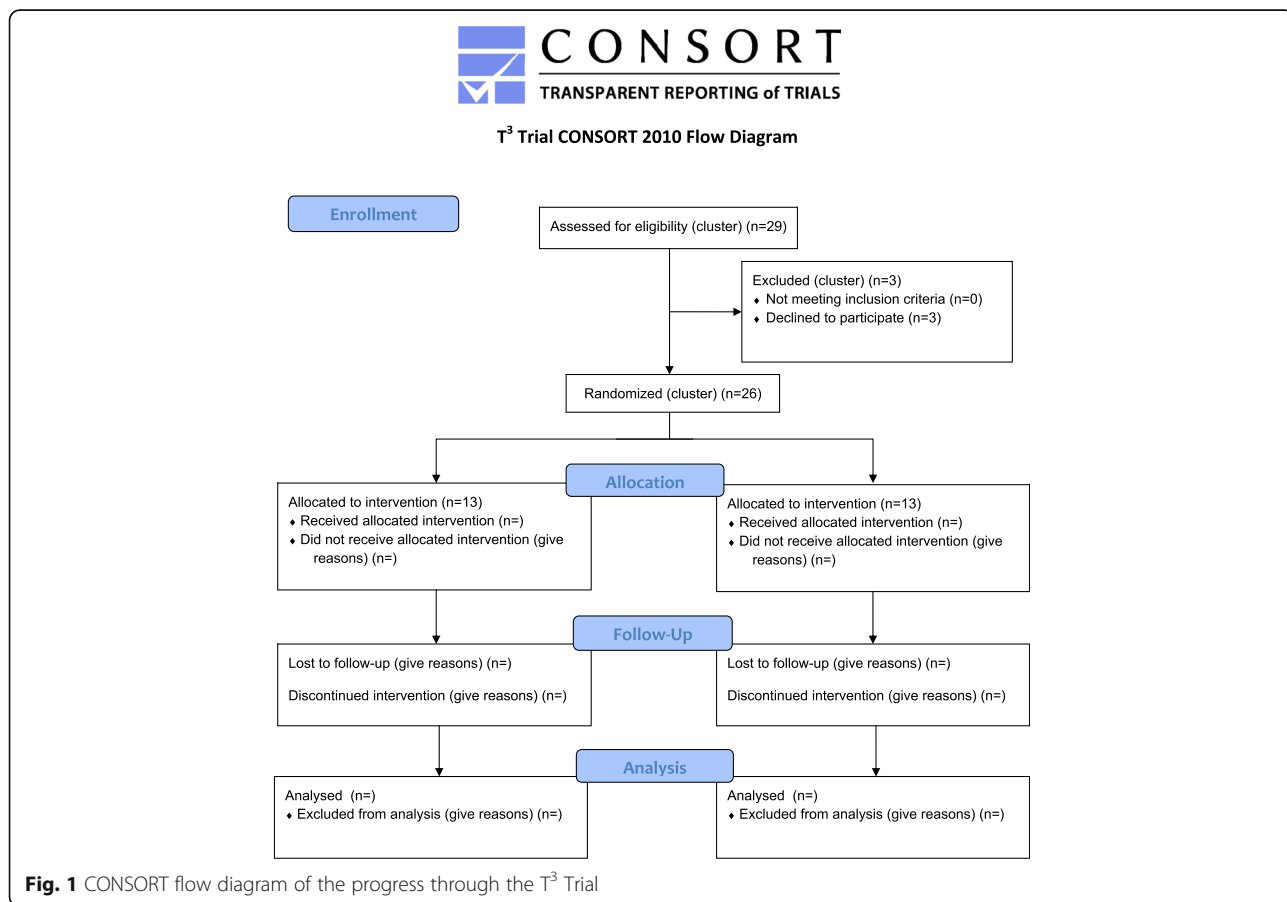 CONSORT
TRANSPARENT REPORTING of TRIALS
T³ Trial CONSORT 2010 Flow Diagram
Enrollment
Assessed for eligibility (cluster) (n=29)
Excluded (cluster) (n=3)
♦ Not meeting inclusion criteria (n=0)
♦ Declined to participate (n=3)
Randomized (cluster) (n=26)
Allocation
Allocated to intervention (n=13)
♦ Received allocated intervention (n=)
♦ Did not receive allocated intervention (give
reasons) (n=)
Allocated to intervention (n=13)
♦ Received allocated intervention (n=)
♦ Did not receive allocated intervention (give
reasons) (n=)
Follow-Up
Lost to follow-up (give reasons) (n=)
Discontinued intervention (give reasons) (n=)
Lost to follow-up (give reasons) (n=)
Discontinued intervention (give reasons) (n=)
Analysis
Analysed (n=)
♦ Excluded from analysis (give reasons) (n=)
Analysed (n=)
♦ Excluded from analysis (give reasons) (n=)
Fig. 1 CONSORT flow diagram of the progress through the T³ Trial